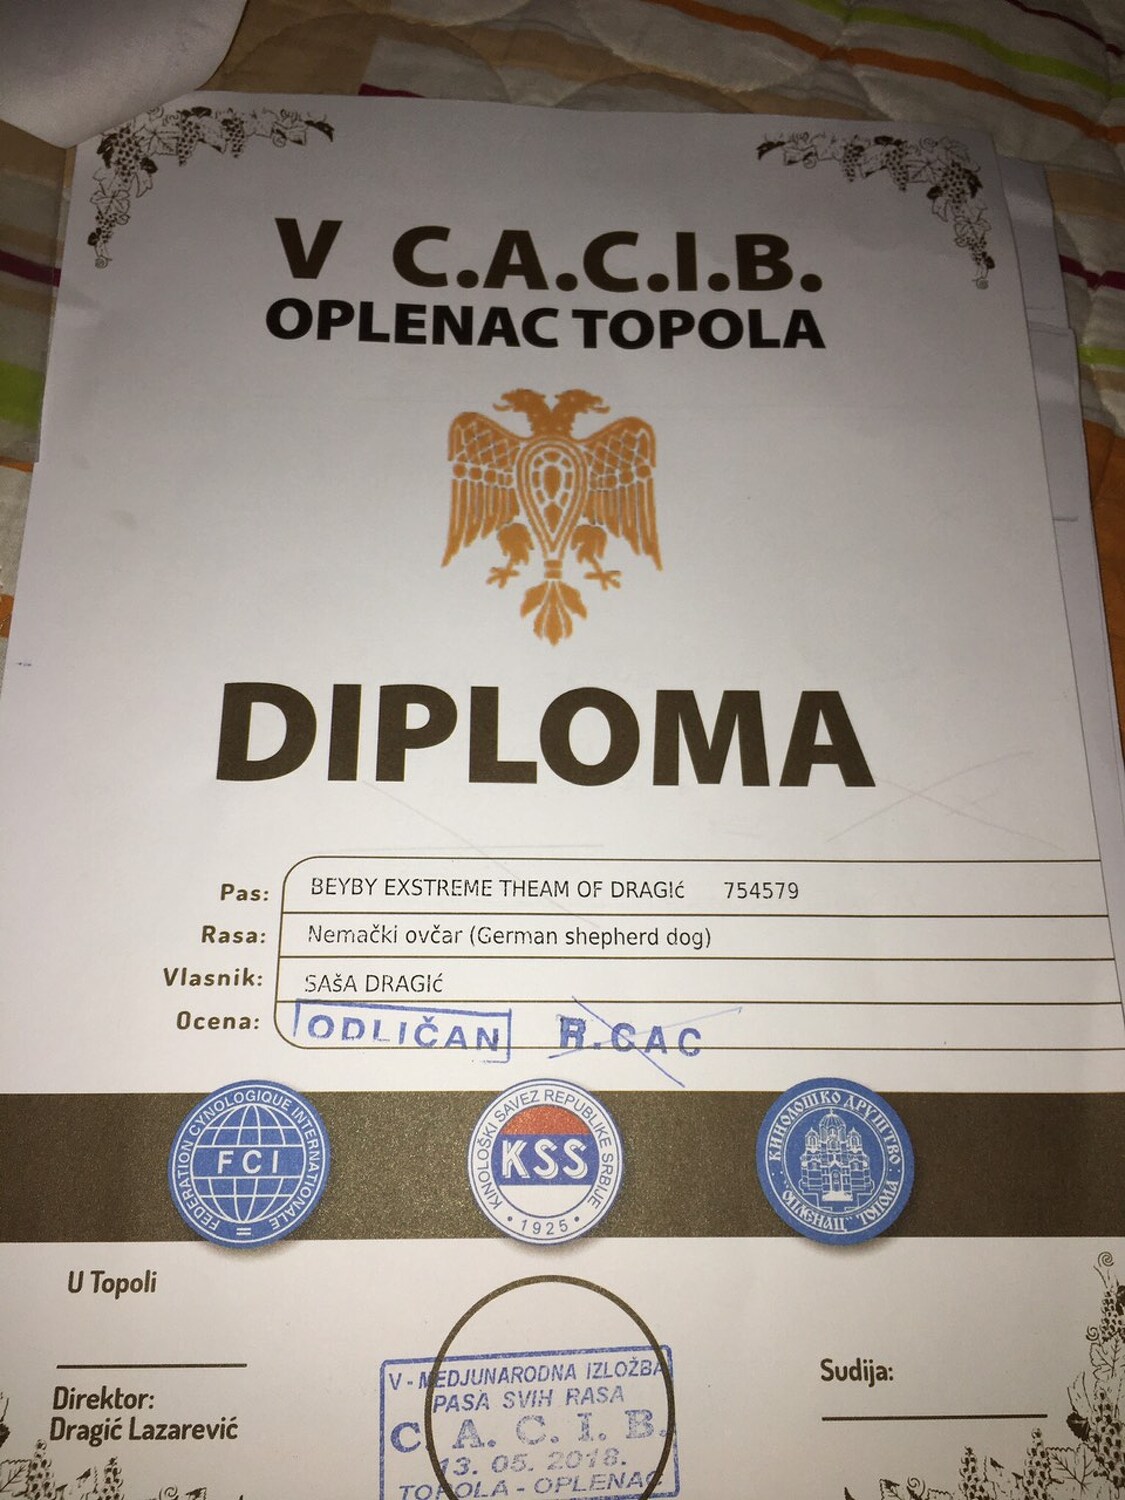 V C.A.C.I.B.
OPLENAC TOPOLA
DIPLOMA
Pas: BEYBY EXSTREME THEAM OF DRAGIć 754579
Rasa: Nemački ovčar (German shepherd dog)
Vlasnik: SAšA DRAGIć
Ocena: ODLIČAN R.CAC
FEDERATION CYNOLOGIQUE INTERNATIONALE
FCI
KINOLOŠKI SAVEZ REPUBLIKE SRBIJE
KSS
1925
КИНОЛОШКО ДРУШТВО
"ОПЛЕНАЦ" ТОПОЛА
U Topoli
Direktor:
Dragić Lazarević
V - MEDJUNARODNA IZLOŽBA
PASA SVIH RASA
C. A. C. I. B.
13. 05. 2018.
TOPOLA - OPLENAC
Sudija: